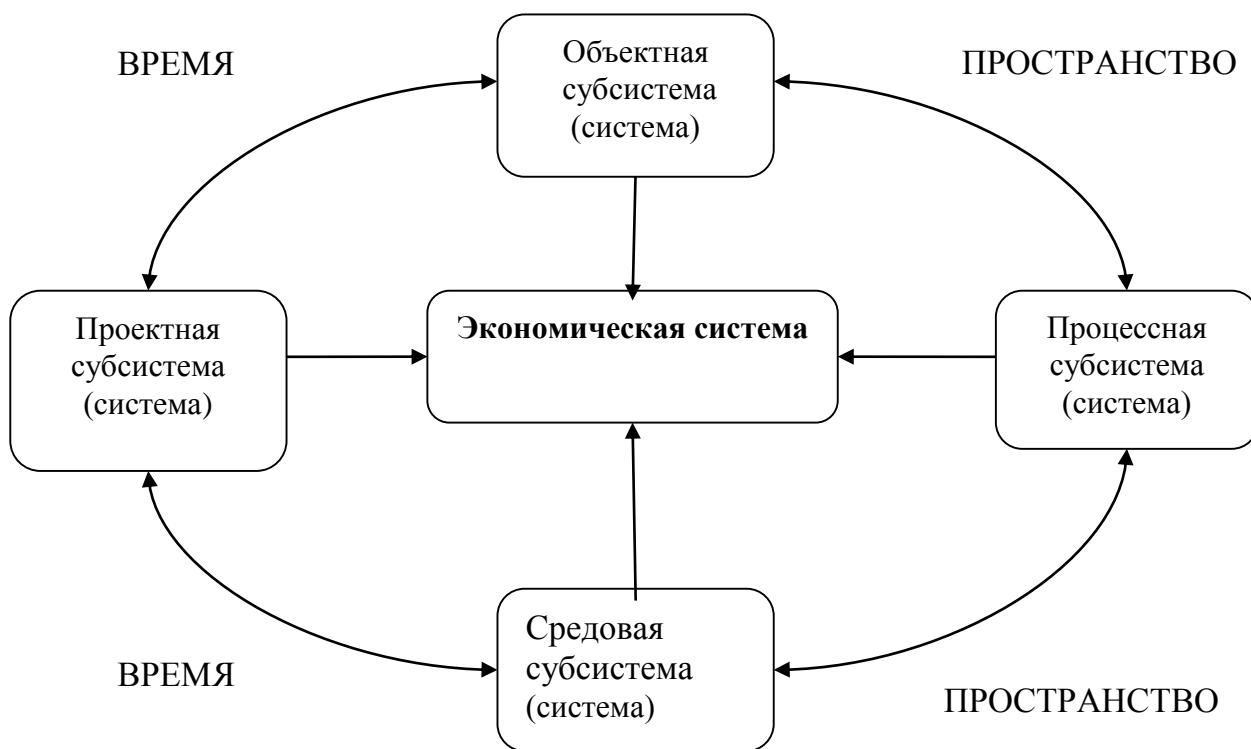 ВРЕМЯ
Объектная
субсистема
(система)
ПРОСТРАНСТВО
Проектная
субсистема
(система)
Экономическая система
Процессная
субсистема
(система)
ВРЕМЯ
Средовая
субсистема
(система)
ПРОСТРАНСТВО